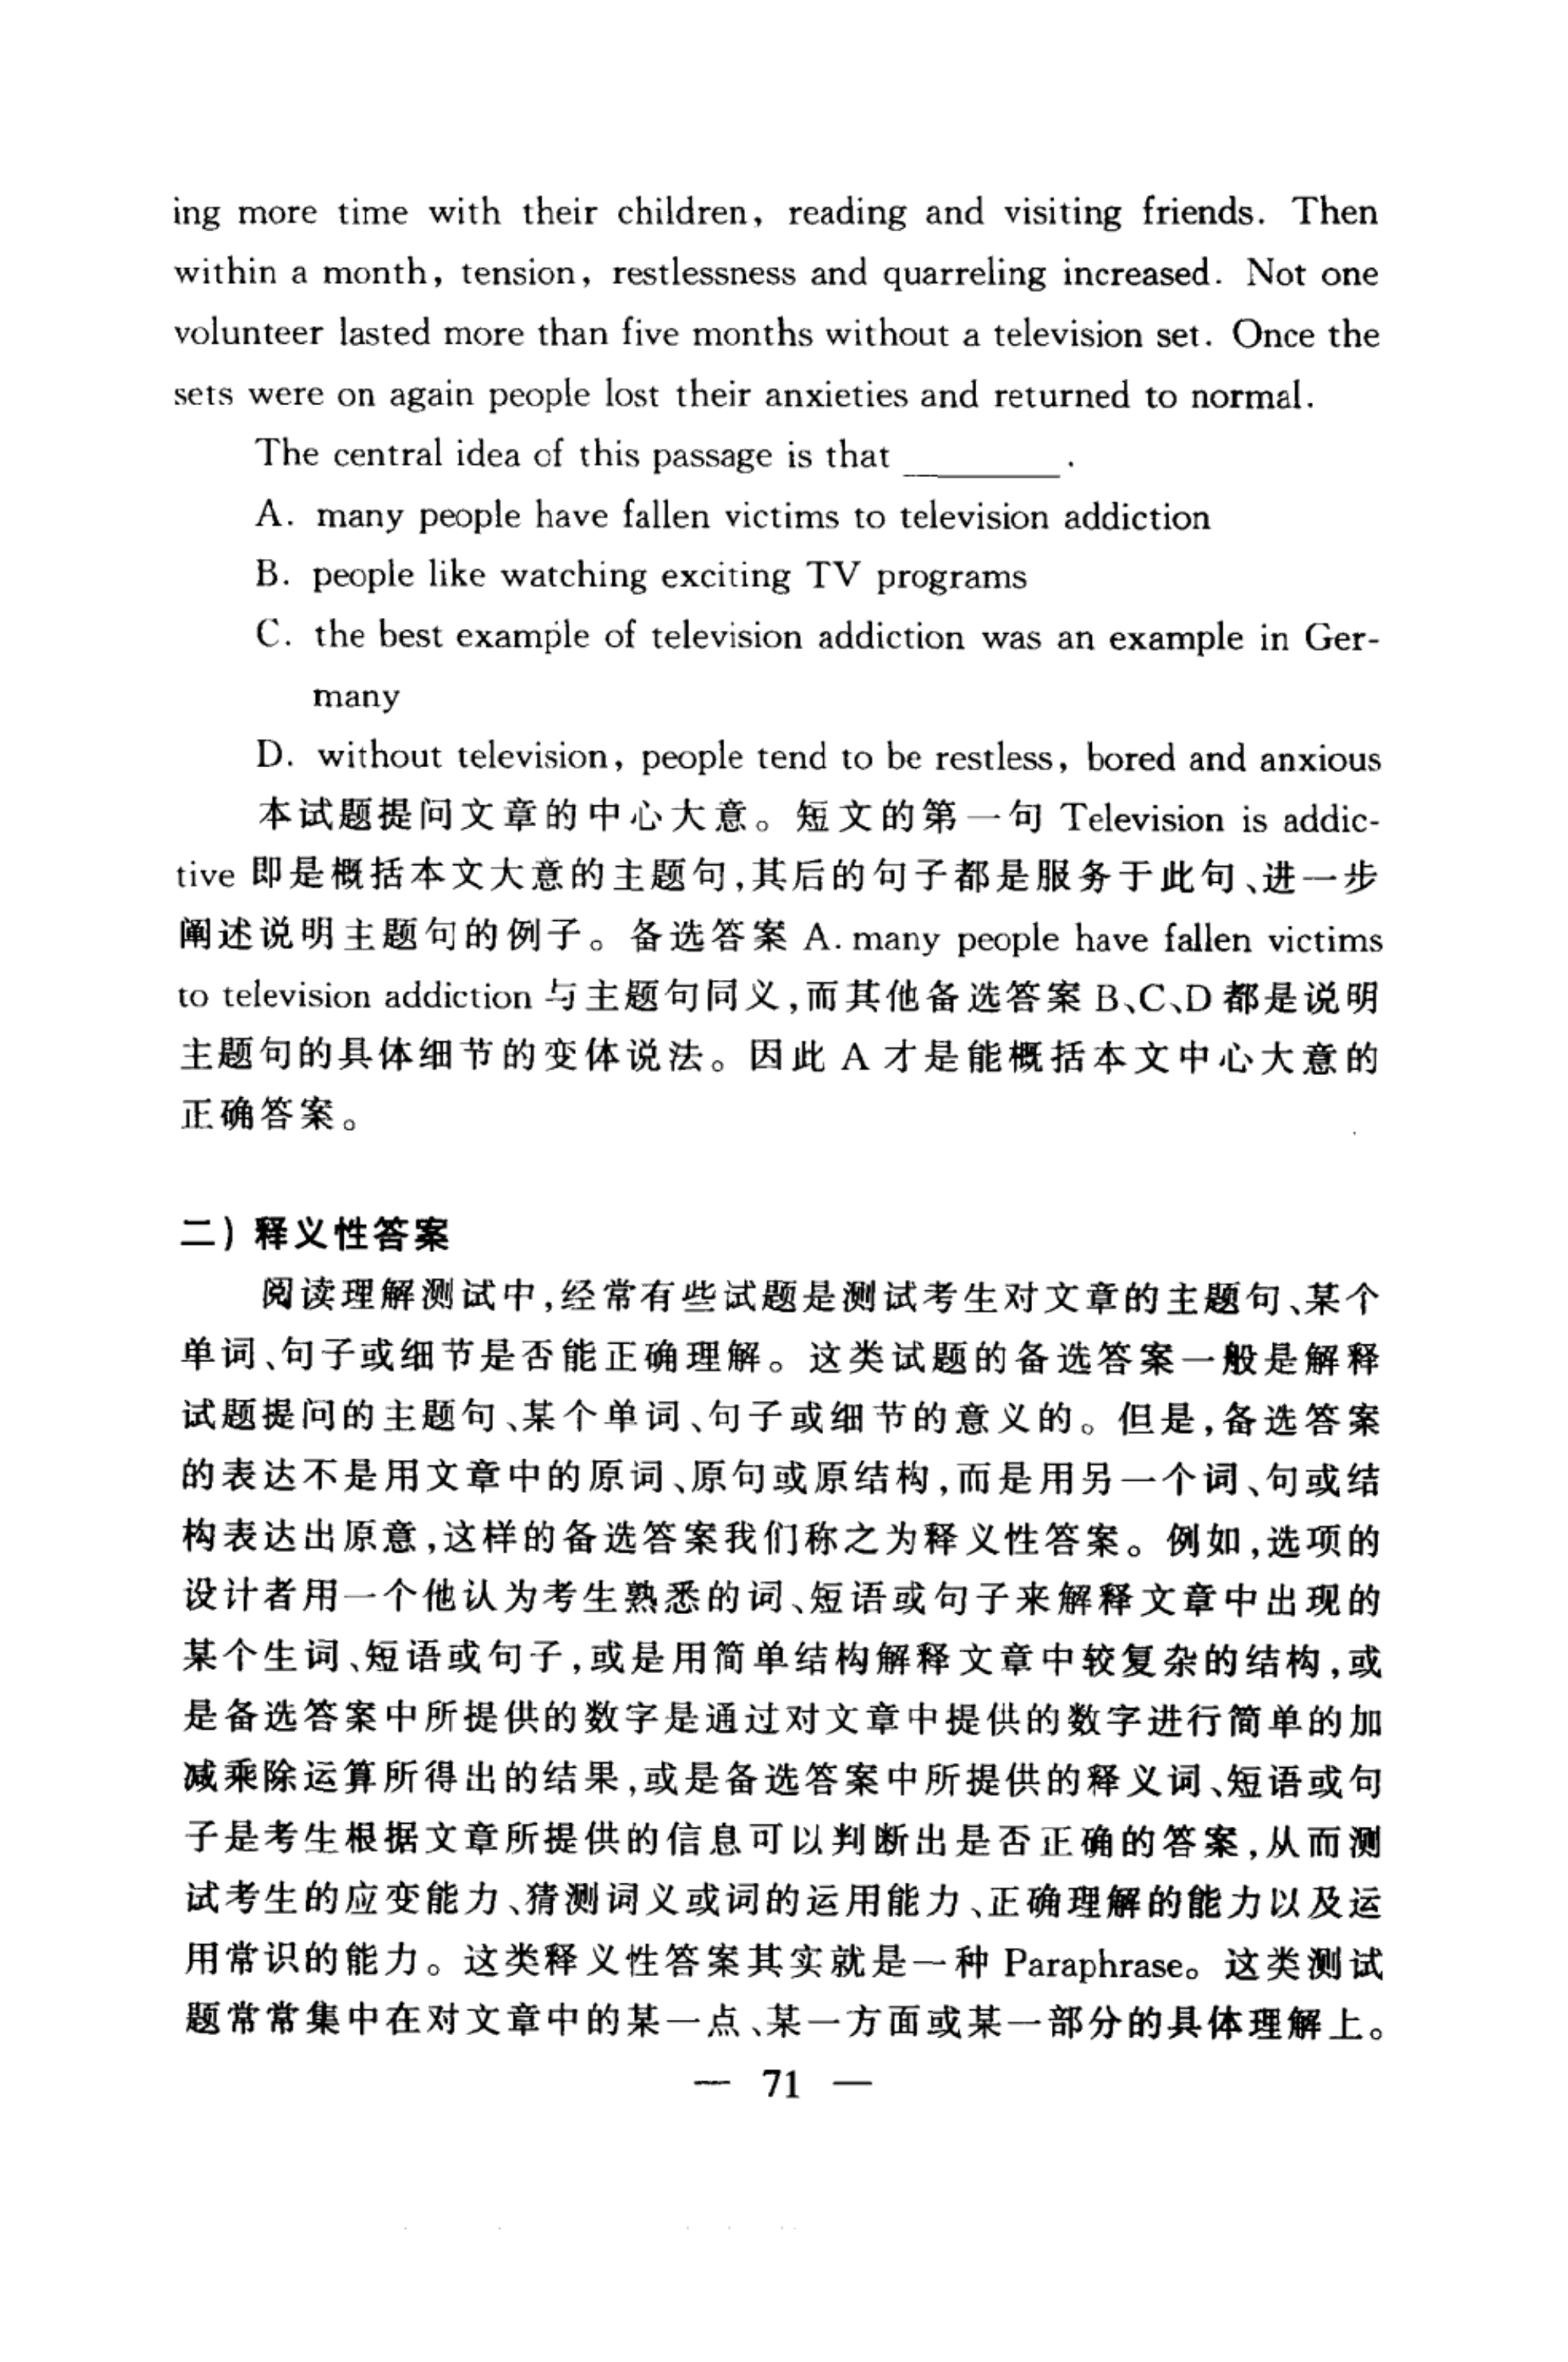 ing more time with their children, reading and visiting friends. Then
within a month, tension, restlessness and quarreling increased. Not one
volunteer lasted more than five months without a television set. Once the
sets were on again people lost their anxieties and returned to normal.
The central idea of this passage is that ________.
A. many people have fallen victims to television addiction
B. people like watching exciting TV programs
C. the best example of television addiction was an example in Ger-
many
D. without television, people tend to be restless, bored and anxious
本试题提问文章的中心大意。短文的第一句 Television is addic-
tive 即是概括本文大意的主题句,其后的句子都是服务于此句、进一步
阐述说明主题句的例子。备选答案 A. many people have fallen victims
to television addiction 与主题句同义,而其他备选答案 B、C、D 都是说明
主题句的具体细节的变体说法。因此 A 才是能概括本文中心大意的
正确答案。
二) 释义性答案
阅读理解测试中,经常有些试题是测试考生对文章的主题句、某个
单词、句子或细节是否能正确理解。这类试题的备选答案一般是解释
试题提问的主题句、某个单词、句子或细节的意义的。但是,备选答案
的表达不是用文章中的原词、原句或原结构,而是用另一个词、句或结
构表达出原意,这样的备选答案我们称之为释义性答案。例如,选项的
设计者用一个他认为考生熟悉的词、短语或句子来解释文章中出现的
某个生词、短语或句子,或是用简单结构解释文章中较复杂的结构,或
是备选答案中所提供的数字是通过对文章中提供的数字进行简单的加
减乘除运算所得出的结果,或是备选答案中所提供的释义词、短语或句
子是考生根据文章所提供的信息可以判断出是否正确的答案,从而测
试考生的应变能力、猜测词义或词的运用能力、正确理解的能力以及运
用常识的能力。这类释义性答案其实就是一种 Paraphrase。这类测试
题常常集中在对文章中的某一点、某一方面或某一部分的具体理解上。
— 71 —